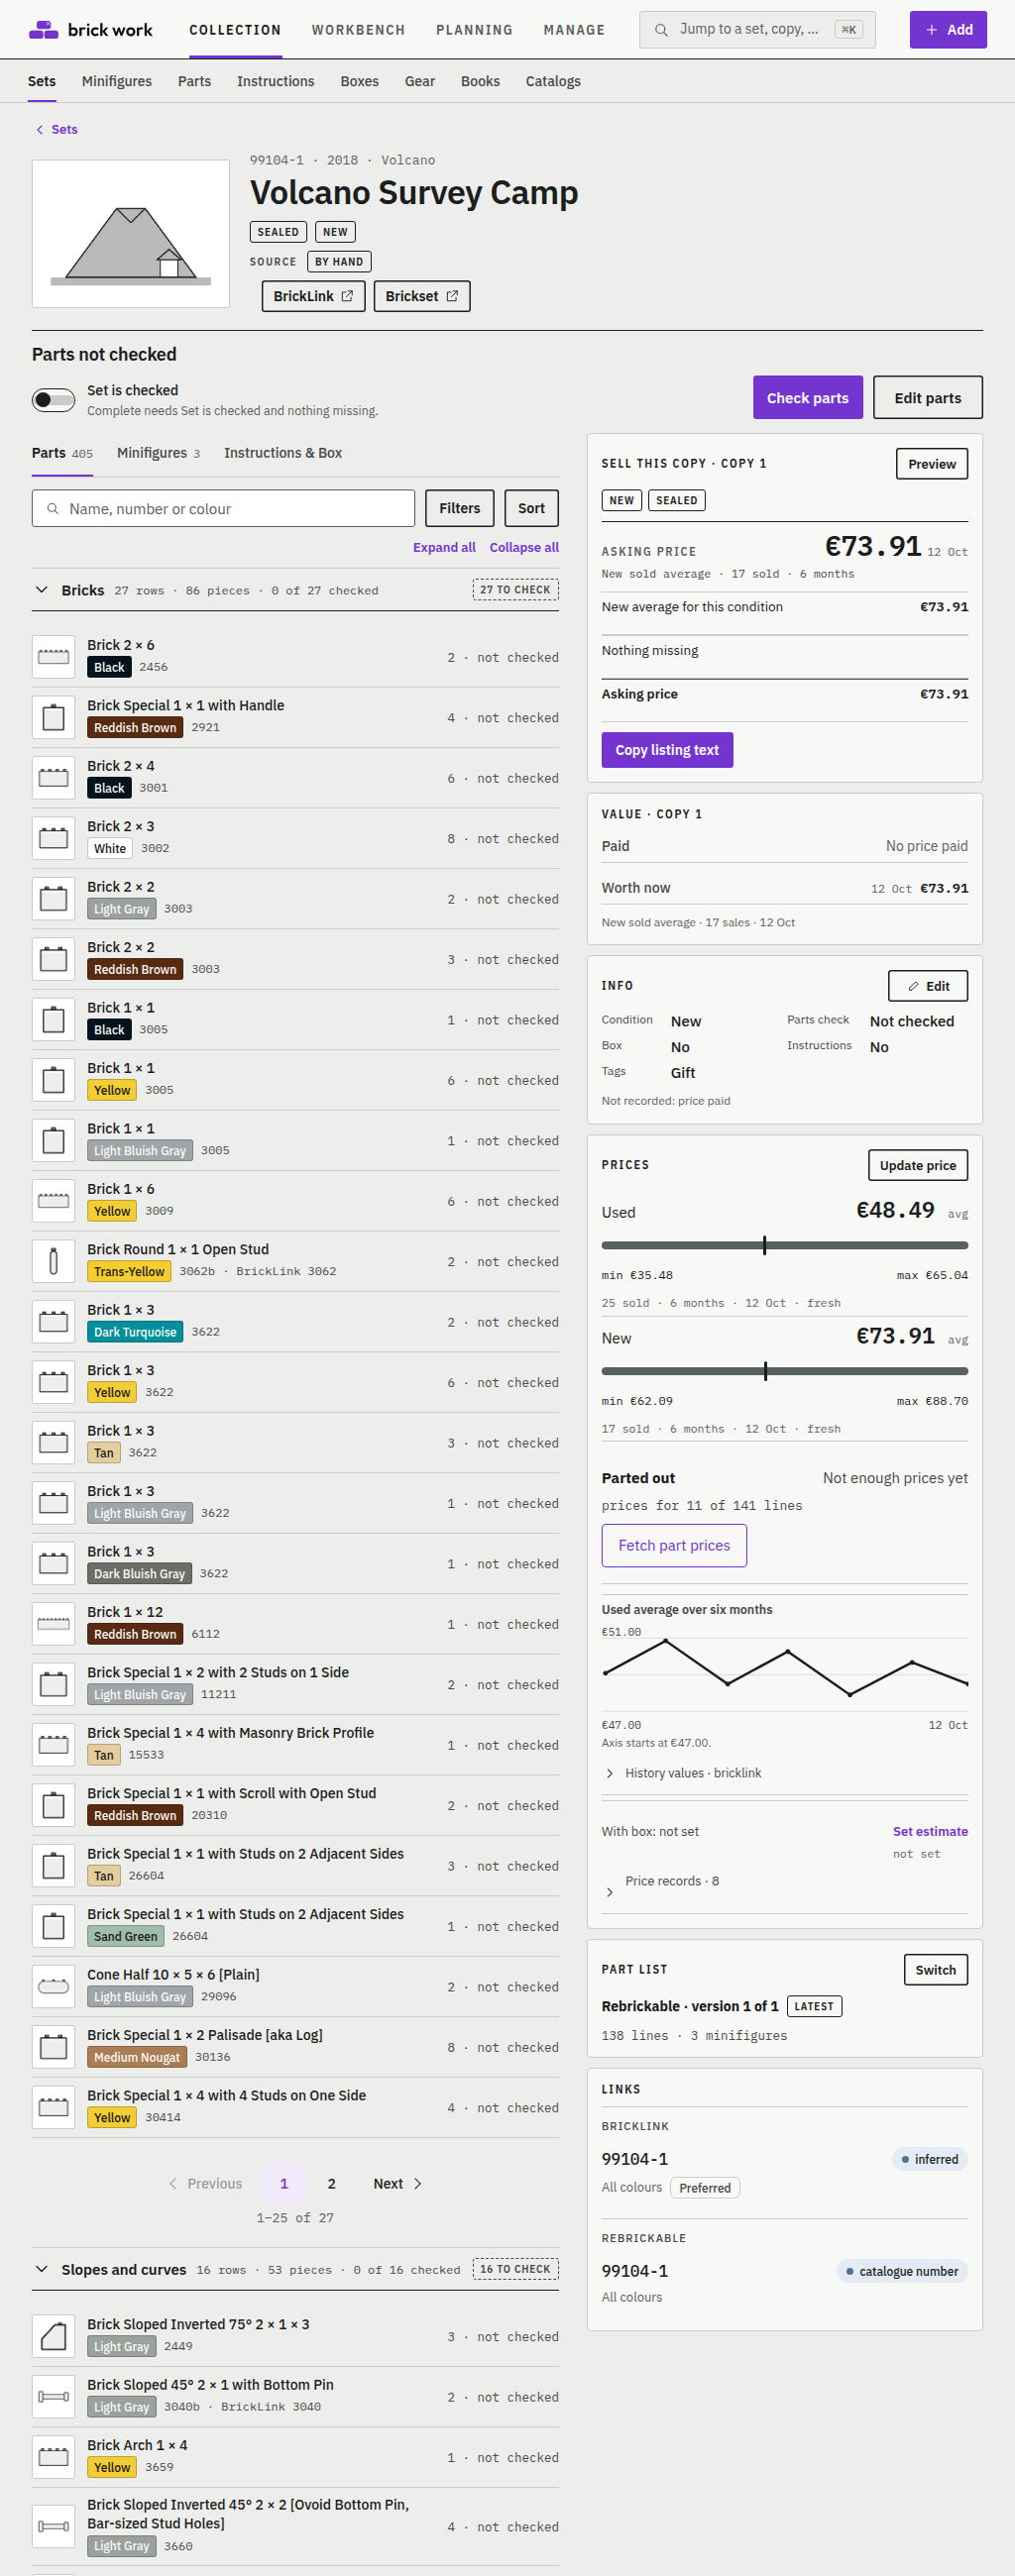 brick work
COLLECTION
WORKBENCH
PLANNING
MANAGE
Jump to a set, copy, ...
⌘K
Add
Sets
Minifigures
Parts
Instructions
Boxes
Gear
Books
Catalogs
Sets
99104-1 · 2018 · Volcano
Volcano Survey Camp
SEALED
NEW
SOURCE
BY HAND
BrickLink
Brickset
Parts not checked
Set is checked
Complete needs Set is checked and nothing missing.
Check parts
Edit parts
Parts 405
Minifigures 3
Instructions & Box
Name, number or colour
Filters
Sort
Expand all
Collapse all
Bricks 27 rows · 86 pieces · 0 of 27 checked
27 TO CHECK
Brick 2 × 6
Black 2456
2 · not checked
Brick Special 1 × 1 with Handle
Reddish Brown 2921
4 · not checked
Brick 2 × 4
Black 3001
6 · not checked
Brick 2 × 3
White 3002
8 · not checked
Brick 2 × 2
Light Gray 3003
2 · not checked
Brick 2 × 2
Reddish Brown 3003
3 · not checked
Brick 1 × 1
Black 3005
1 · not checked
Brick 1 × 1
Yellow 3005
6 · not checked
Brick 1 × 1
Light Bluish Gray 3005
1 · not checked
Brick 1 × 6
Yellow 3009
6 · not checked
Brick Round 1 × 1 Open Stud
Trans-Yellow 3062b · BrickLink 3062
2 · not checked
Brick 1 × 3
Dark Turquoise 3622
2 · not checked
Brick 1 × 3
Yellow 3622
6 · not checked
Brick 1 × 3
Tan 3622
3 · not checked
Brick 1 × 3
Light Bluish Gray 3622
1 · not checked
Brick 1 × 3
Dark Bluish Gray 3622
1 · not checked
Brick 1 × 12
Reddish Brown 6112
1 · not checked
Brick Special 1 × 2 with 2 Studs on 1 Side
Light Bluish Gray 11211
2 · not checked
Brick Special 1 × 4 with Masonry Brick Profile
Tan 15533
1 · not checked
Brick Special 1 × 1 with Scroll with Open Stud
Reddish Brown 20310
2 · not checked
Brick Special 1 × 1 with Studs on 2 Adjacent Sides
Tan 26604
3 · not checked
Brick Special 1 × 1 with Studs on 2 Adjacent Sides
Sand Green 26604
1 · not checked
Cone Half 10 × 5 × 6 [Plain]
Light Bluish Gray 29096
2 · not checked
Brick Special 1 × 2 Palisade [aka Log]
Medium Nougat 30136
8 · not checked
Brick Special 1 × 4 with 4 Studs on One Side
Yellow 30414
4 · not checked
Previous
1
2
Next
1–25 of 27
Slopes and curves 16 rows · 53 pieces · 0 of 16 checked
16 TO CHECK
Brick Sloped Inverted 75° 2 × 1 × 3
Light Gray 2449
3 · not checked
Brick Sloped 45° 2 × 1 with Bottom Pin
Light Gray 3040b · BrickLink 3040
2 · not checked
Brick Arch 1 × 4
Yellow 3659
1 · not checked
Brick Sloped Inverted 45° 2 × 2 [Ovoid Bottom Pin,
Bar-sized Stud Holes]
Light Gray 3660
4 · not checked
SELL THIS COPY · COPY 1
Preview
NEW
SEALED
ASKING PRICE
€73.91 12 Oct
New sold average · 17 sold · 6 months
New average for this condition
€73.91
Nothing missing
Asking price
€73.91
Copy listing text
VALUE · COPY 1
Paid
No price paid
Worth now
12 Oct €73.91
New sold average · 17 sales · 12 Oct
INFO
Edit
Condition New
Parts check Not checked
Box No
Instructions No
Tags Gift
Not recorded: price paid
PRICES
Update price
Used
€48.49 avg
min €35.48
max €65.04
25 sold · 6 months · 12 Oct · fresh
New
€73.91 avg
min €62.09
max €88.70
17 sold · 6 months · 12 Oct · fresh
Parted out
Not enough prices yet
prices for 11 of 141 lines
Fetch part prices
Used average over six months
€51.00
€47.00
12 Oct
Axis starts at €47.00.
History values · bricklink
With box: not set
Set estimate
not set
Price records · 8
PART LIST
Switch
Rebrickable · version 1 of 1
LATEST
138 lines · 3 minifigures
LINKS
BRICKLINK
99104-1
inferred
All colours
Preferred
REBRICKABLE
99104-1
catalogue number
All colours